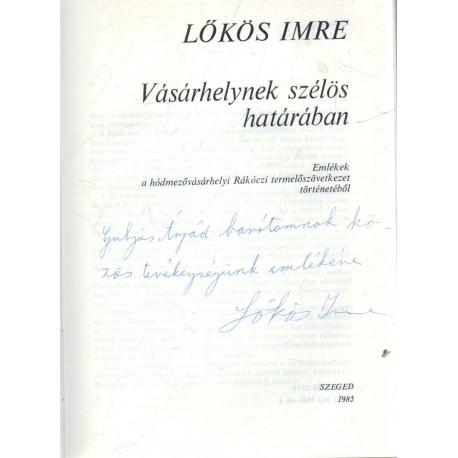 LŐKÖS IMRE
Vásárhelynek szélös
határában
Emlékek
a hódmezővásárhelyi Rákóczi termelőszövetkezet
történetéből
Gulyás Árpád barátomnak kö-
zös tevékenységünk emlékére
Lőkös Imre
SZEGED
1985